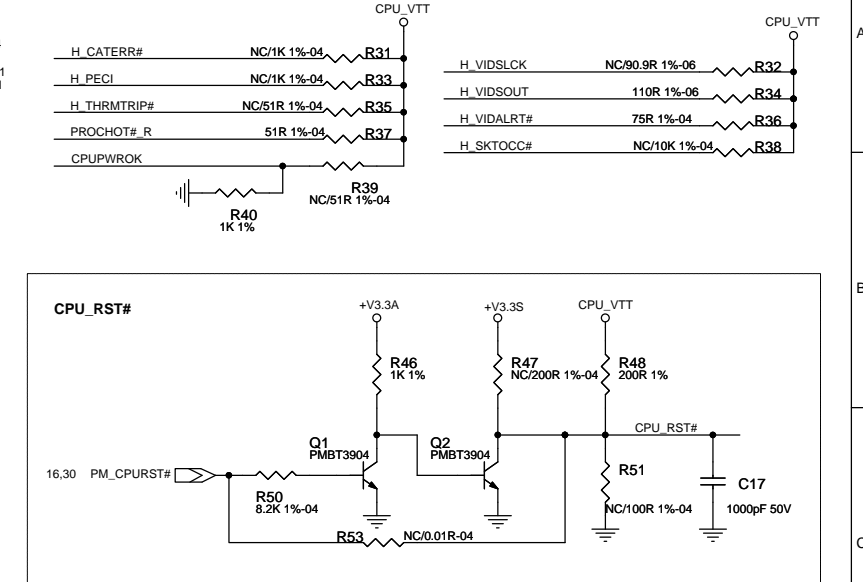 CPU_VTT
H_CATERR# NC/1K 1%-04 R31
H_PECI NC/1K 1%-04 R33
H_THRMTRIP# NC/51R 1%-04 R35
PROCHOT#_R 51R 1%-04 R37
CPUPWROK
R39
NC/51R 1%-04
R40
1K 1%
CPU_VTT
H_VIDSLCK NC/90.9R 1%-06 R32
H_VIDSOUT 110R 1%-06 R34
H_VIDALRT# 75R 1%-04 R36
H_SKTOCC# NC/10K 1%-04 R38
A
B
C
CPU_RST#
+V3.3A
+V3.3S
CPU_VTT
R46
1K 1%
R47
NC/200R 1%-04
R48
200R 1%
CPU_RST#
Q1
PMBT3904
Q2
PMBT3904
16,30 PM_CPURST#
R50
8.2K 1%-04
R51
NC/100R 1%-04
C17
1000pF 50V
R53 NC/0.01R-04